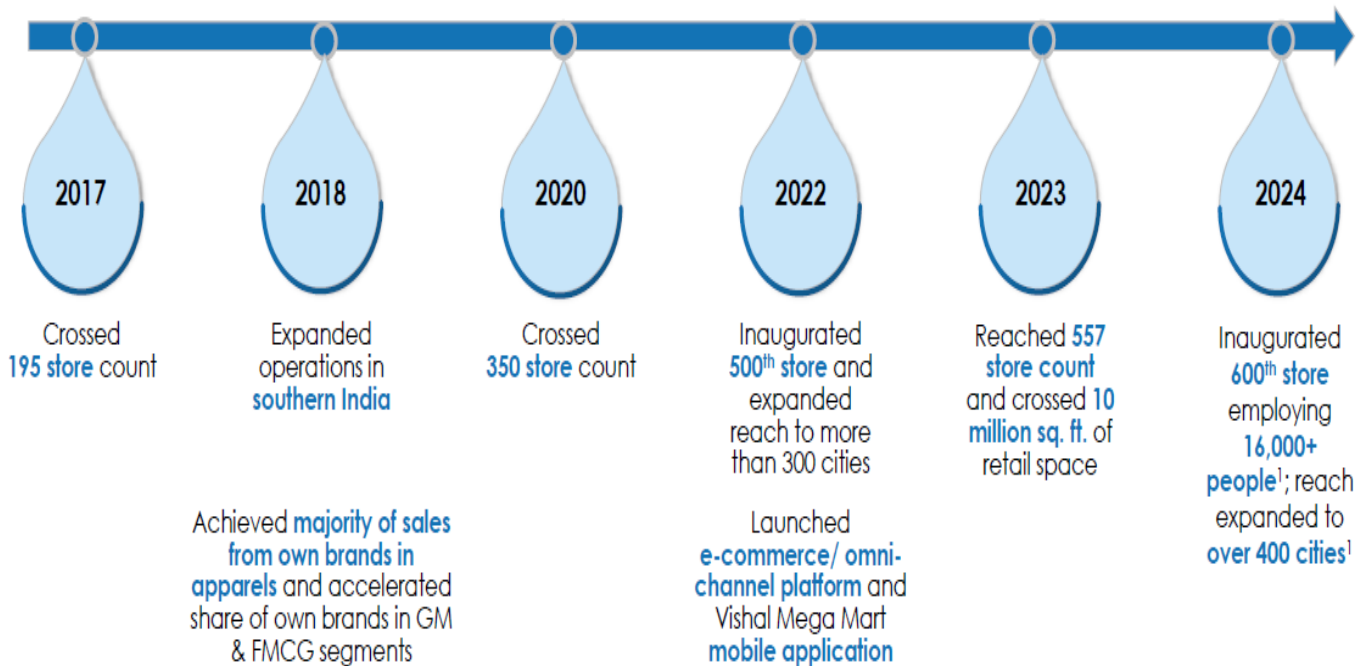 2017
2018
2020
2022
2023
2024
Crossed
195 store count
Expanded
operations in
southern India
Achieved majority of sales
from own brands in
apparels and accelerated
share of own brands in GM
& FMCG segments
Crossed
350 store count
Inaugurated
500th store and
expanded
reach to more
than 300 cities
Launched
e-commerce/ omni-
channel platform and
Vishal Mega Mart
mobile application
Reached 557
store count
and crossed 10
million sq. ft. of
retail space
Inaugurated
600th store
employing
16,000+
people¹; reach
expanded to
over 400 cities¹